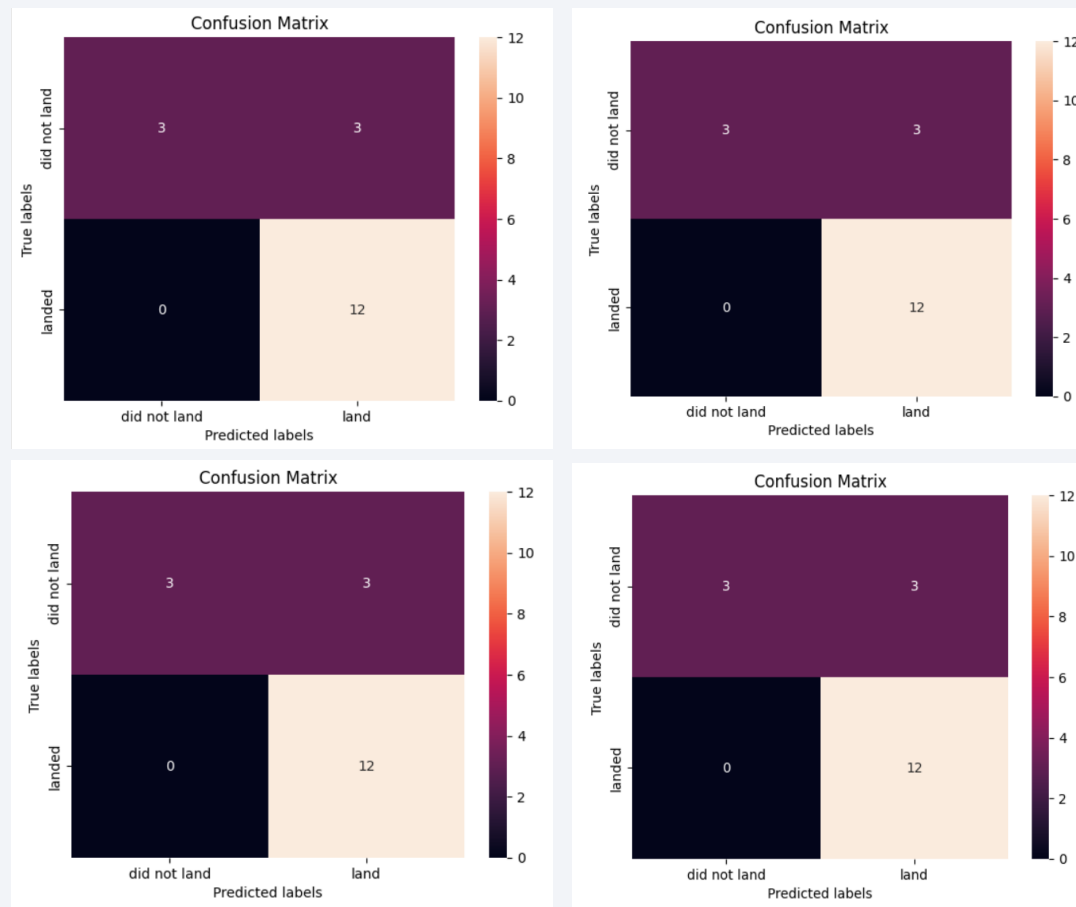 Confusion Matrix
12
10
8
6
4
2
0
did not land
landed
True labels
3 3
0 12
did not land land
Predicted labels
Confusion Matrix
12
10
8
6
4
2
0
did not land
landed
True labels
3 3
0 12
did not land land
Predicted labels
Confusion Matrix
12
10
8
6
4
2
0
did not land
landed
True labels
3 3
0 12
did not land land
Predicted labels
Confusion Matrix
12
10
8
6
4
2
0
did not land
landed
True labels
3 3
0 12
did not land land
Predicted labels